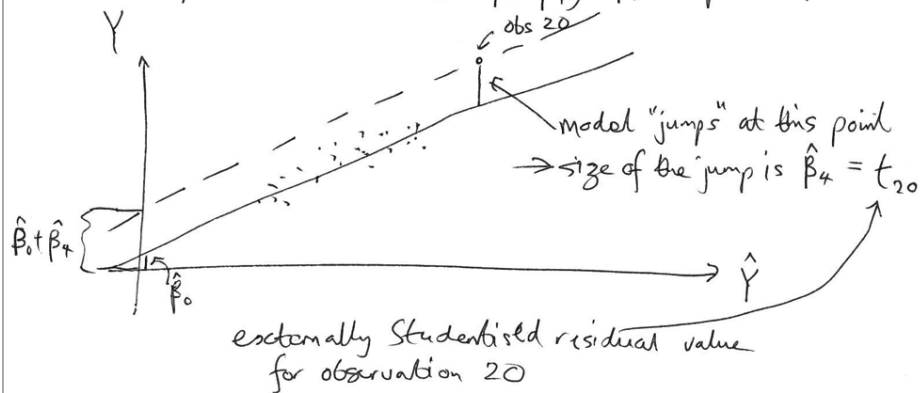 Y
obs 20
model "jumps" at this point
→ size of the jump is β̂₄ = t₂₀
β̂₀ + β̂₄
β̂₀
Ŷ
externally Studentised residual value
for observation 20